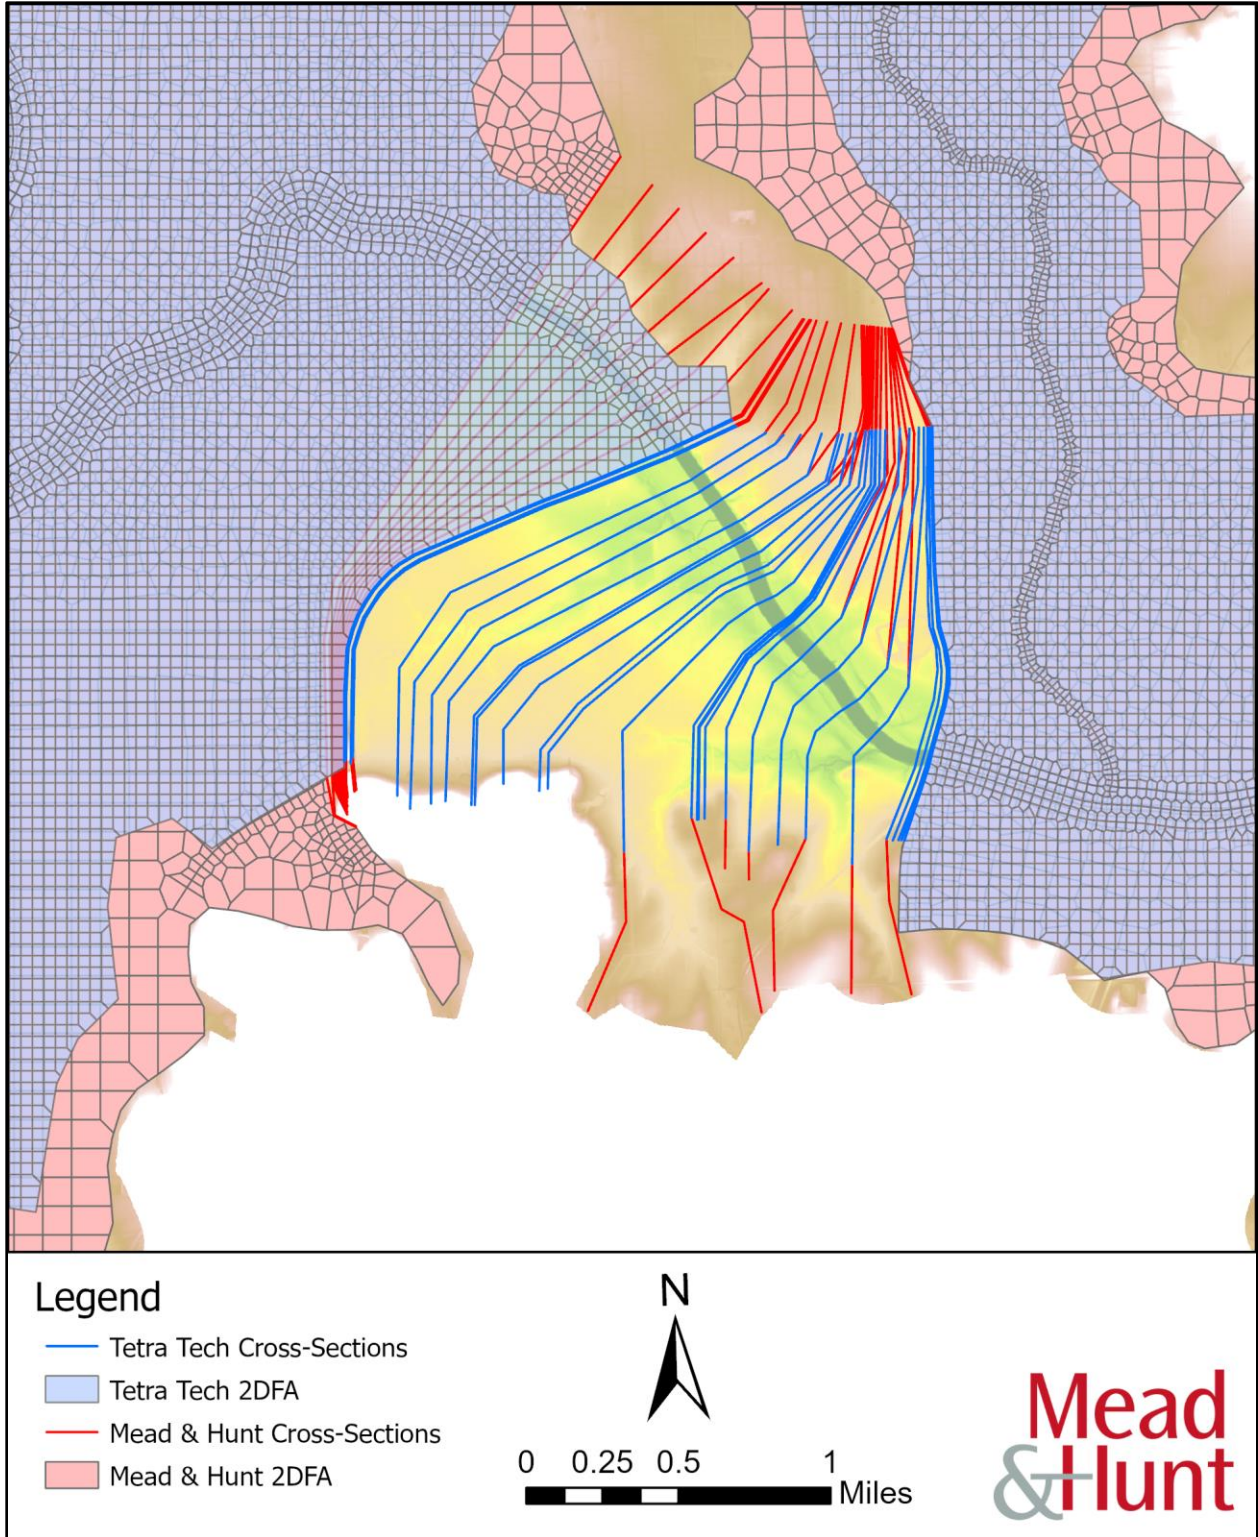 Legend
Tetra Tech Cross-Sections
Tetra Tech 2DFA
Mead & Hunt Cross-Sections
Mead & Hunt 2DFA
N
0 0.25 0.5 1
Miles
Mead
&Hunt